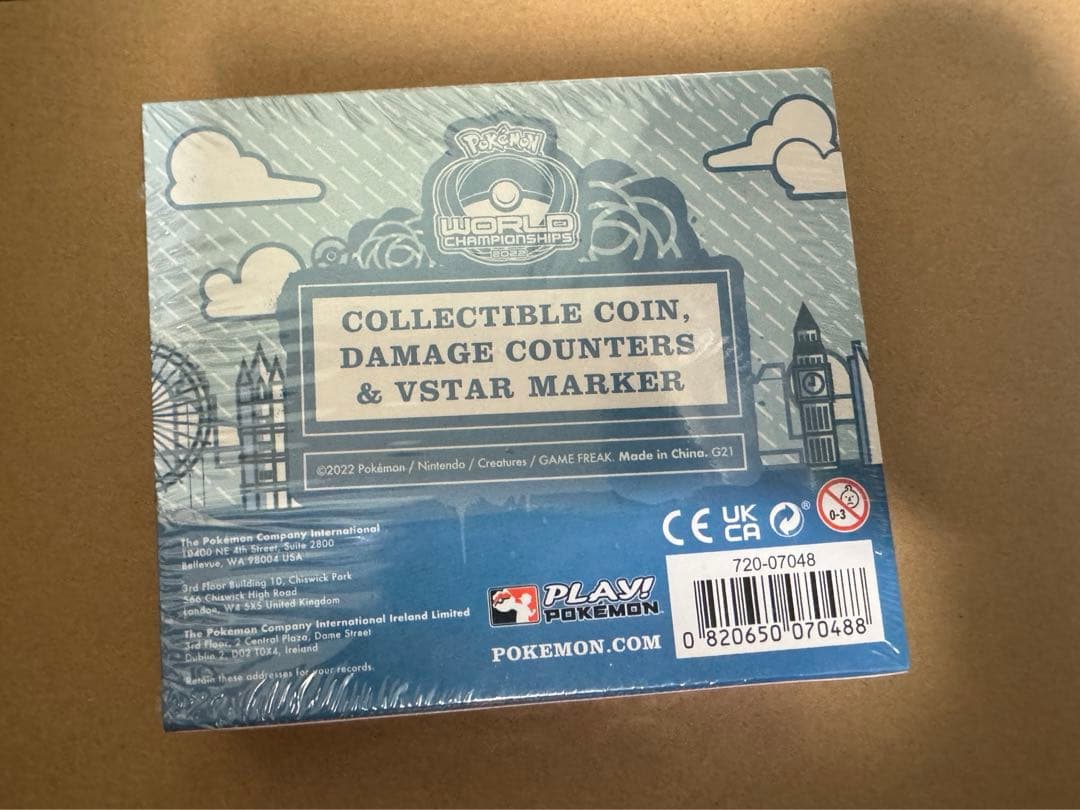 POKéMON
WORLD
CHAMPIONSHIPS
2022
COLLECTIBLE COIN,
DAMAGE COUNTERS
& VSTAR MARKER
©2022 Pokémon / Nintendo / Creatures / GAME FREAK. Made in China. G21
The Pokémon Company International
10400 NE 4th Street, Suite 2800
Bellevue, WA 98004 USA
3rd Floor Building 10, Chiswick Park
566 Chiswick High Road
London, W4 5XS United Kingdom
The Pokémon Company International Ireland Limited
3rd Floor, 2 Central Plaza, Dame Street
Dublin 2, D02 T0X4, Ireland
Retain these addresses for your records.
CE
UK
CA
®
0-3
PLAY!
POKÉMON
POKEMON.COM
720-07048
0 820650 070488